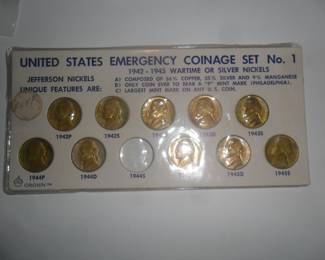 UNITED STATES EMERGENCY COINAGE SET No. 1
1942 - 1945 WARTIME OR SILVER NICKELS
JEFFERSON NICKELS
UNIQUE FEATURES ARE:
A) COMPOSED OF 56% COPPER, 35% SILVER AND 9% MANGANESE
B) ONLY COIN EVER TO BEAR A "P" MINT MARK (PHILADELPHIA).
C) LARGEST MINT MARK ON ANY U.S. COIN.
1942P 1942S
1944P 1944D 1944S 1945S
CROWN™